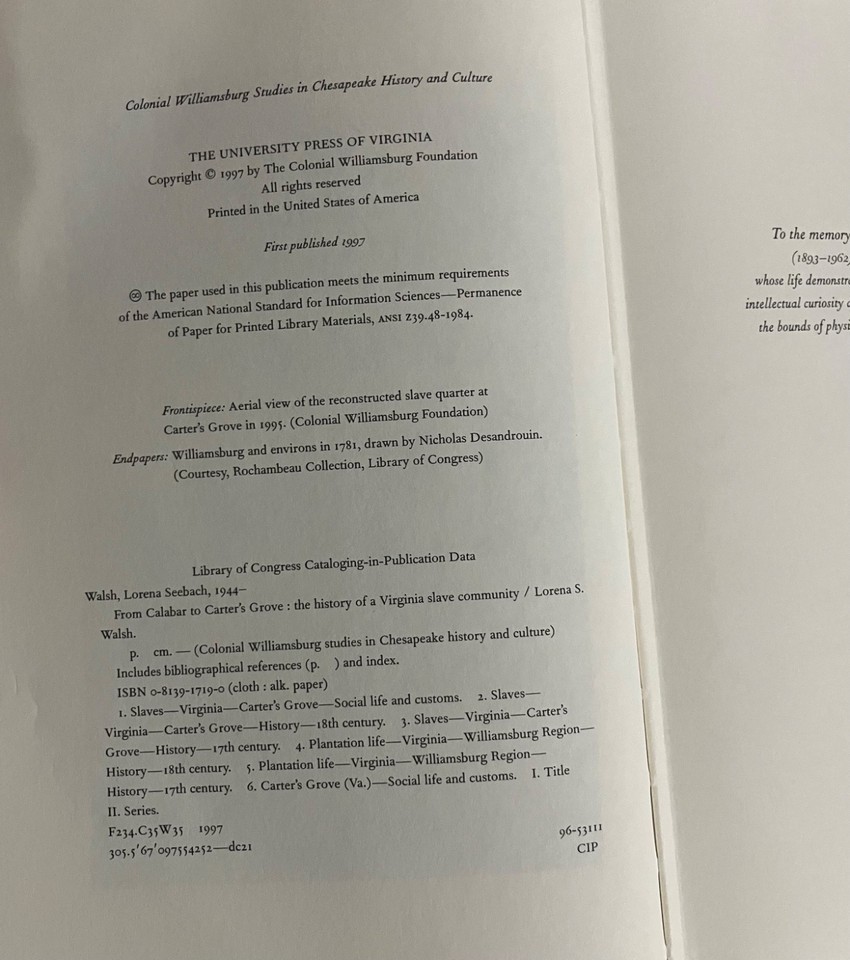 Colonial Williamsburg Studies in Chesapeake History and Culture
THE UNIVERSITY PRESS OF VIRGINIA
Copyright © 1997 by The Colonial Williamsburg Foundation
All rights reserved
Printed in the United States of America
First published 1997
♾ The paper used in this publication meets the minimum requirements
of the American National Standard for Information Sciences—Permanence
of Paper for Printed Library Materials, ANSI Z39.48-1984.
Frontispiece: Aerial view of the reconstructed slave quarter at
Carter's Grove in 1995. (Colonial Williamsburg Foundation)
Endpapers: Williamsburg and environs in 1781, drawn by Nicholas Desandrouin.
(Courtesy, Rochambeau Collection, Library of Congress)
Library of Congress Cataloging-in-Publication Data
Walsh, Lorena Seebach, 1944–
From Calabar to Carter's Grove : the history of a Virginia slave community / Lorena S.
Walsh.
p. cm. — (Colonial Williamsburg studies in Chesapeake history and culture)
Includes bibliographical references (p. ) and index.
ISBN 0-8139-1719-0 (cloth : alk. paper)
1. Slaves—Virginia—Carter's Grove—Social life and customs. 2. Slaves—
Virginia—Carter's Grove—History—18th century. 3. Slaves—Virginia—Carter's
Grove—History—17th century. 4. Plantation life—Virginia—Williamsburg Region—
History—18th century. 5. Plantation life—Virginia—Williamsburg Region—
History—17th century. 6. Carter's Grove (Va.)—Social life and customs. I. Title
II. Series.
F234.C35W35 1997
305.5'67'097554252—dc21
96-53111
CIP
To the memory
(1893–1962)
whose life demonstr
intellectual curiosity
the bounds of physi